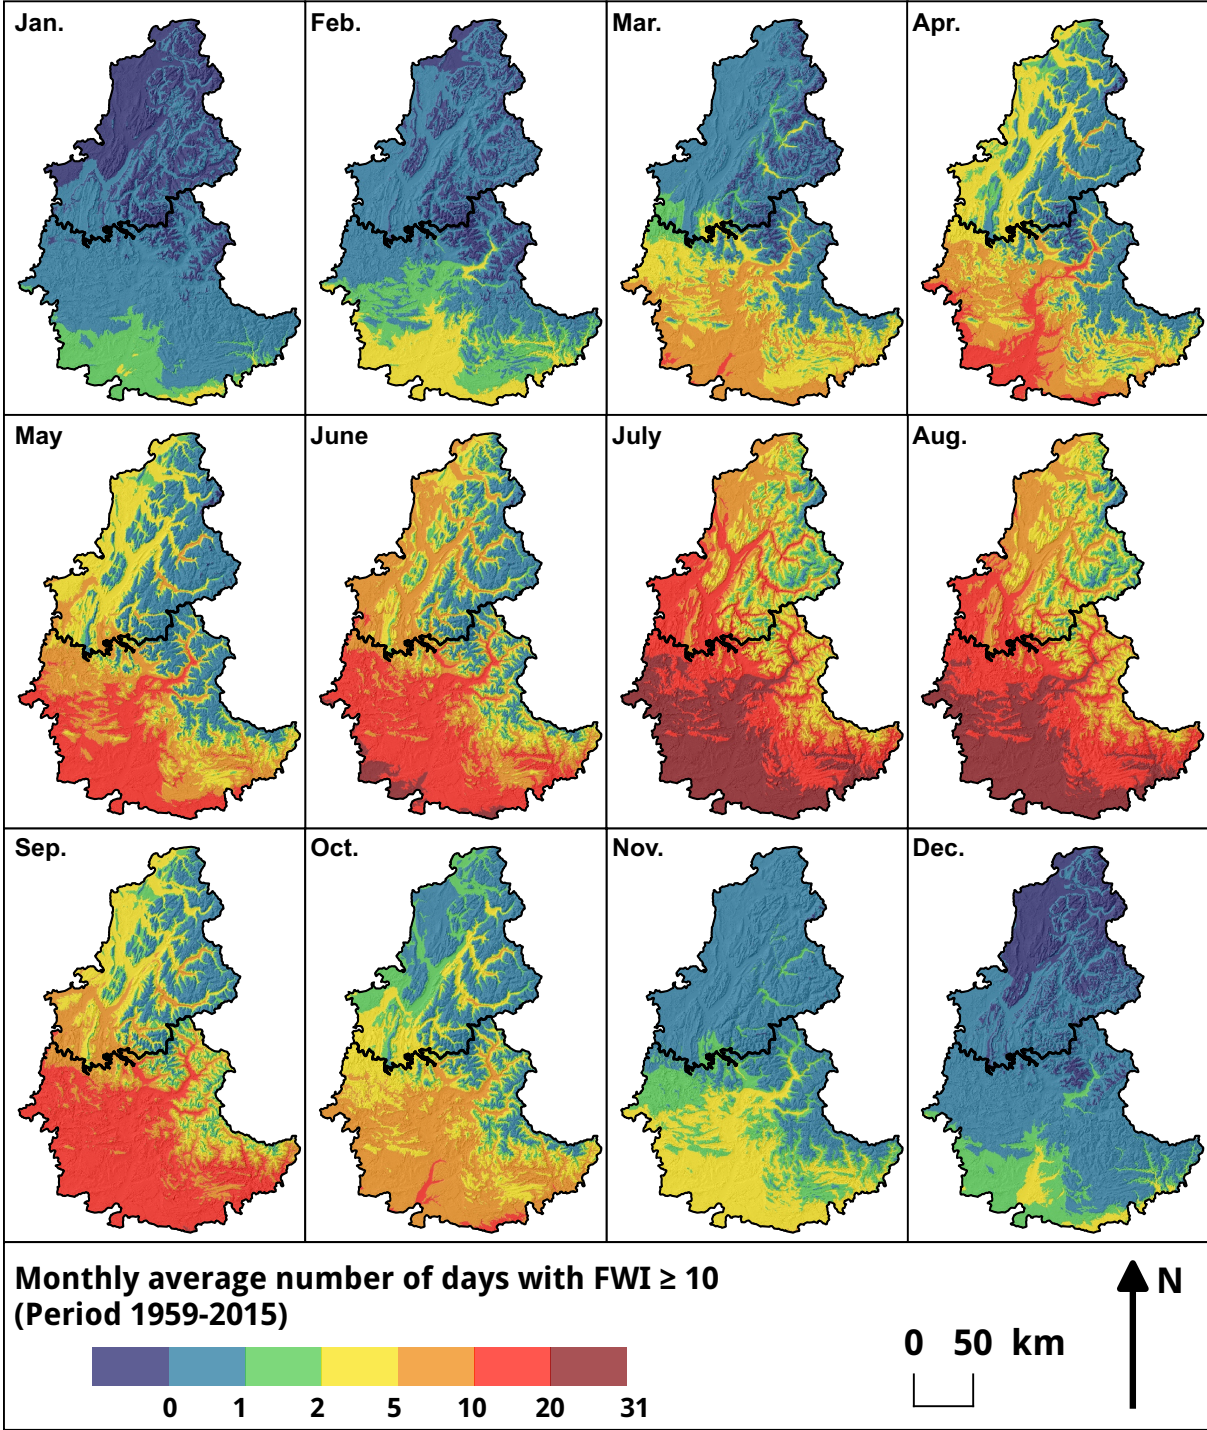 Jan.
Feb.
Mar.
Apr.
May
June
July
Aug.
Sep.
Oct.
Nov.
Dec.
Monthly average number of days with FWI ≥ 10
(Period 1959-2015)
0 1 2 5 10 20 31
0 50 km
N